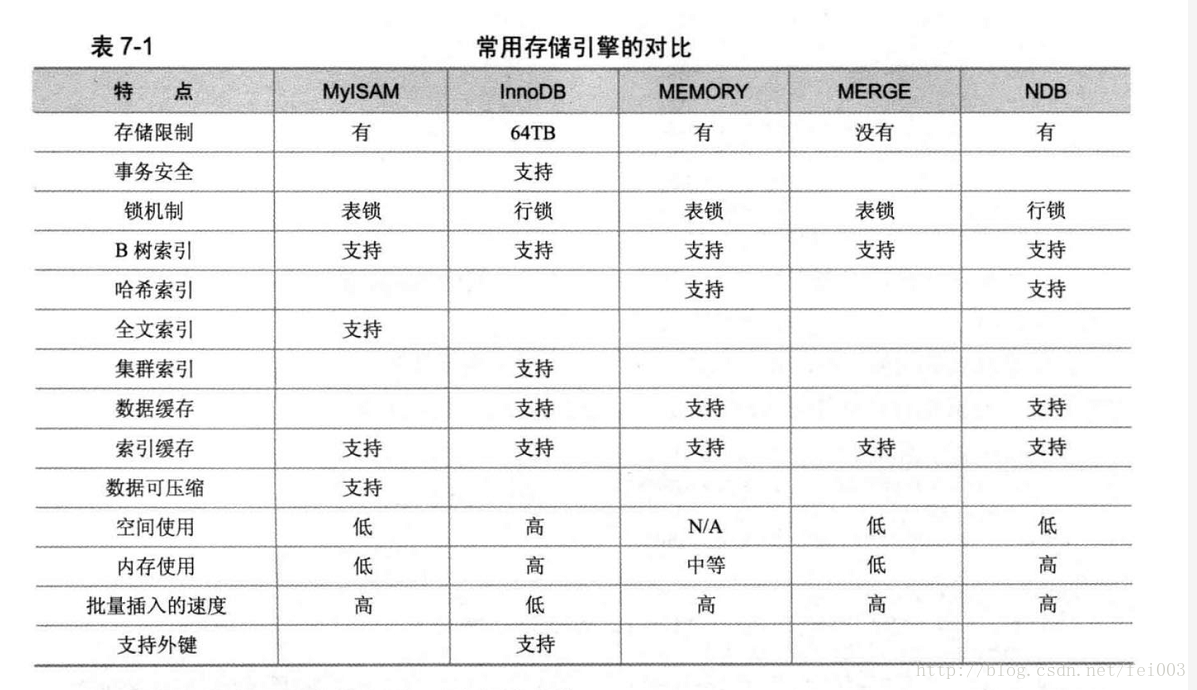 表 7-1 常用存储引擎的对比
特 点 MyISAM InnoDB MEMORY MERGE NDB
存储限制 有 64TB 有 没有 有
事务安全 支持
锁机制 表锁 行锁 表锁 表锁 行锁
B 树索引 支持 支持 支持 支持 支持
哈希索引 支持 支持
全文索引 支持
集群索引 支持
数据缓存 支持 支持 支持
索引缓存 支持 支持 支持 支持 支持
数据可压缩 支持
空间使用 低 高 N/A 低 低
内存使用 低 高 中等 低 高
批量插入的速度 高 低 高 高 高
支持外键 支持
http://blog.csdn.net/fei003